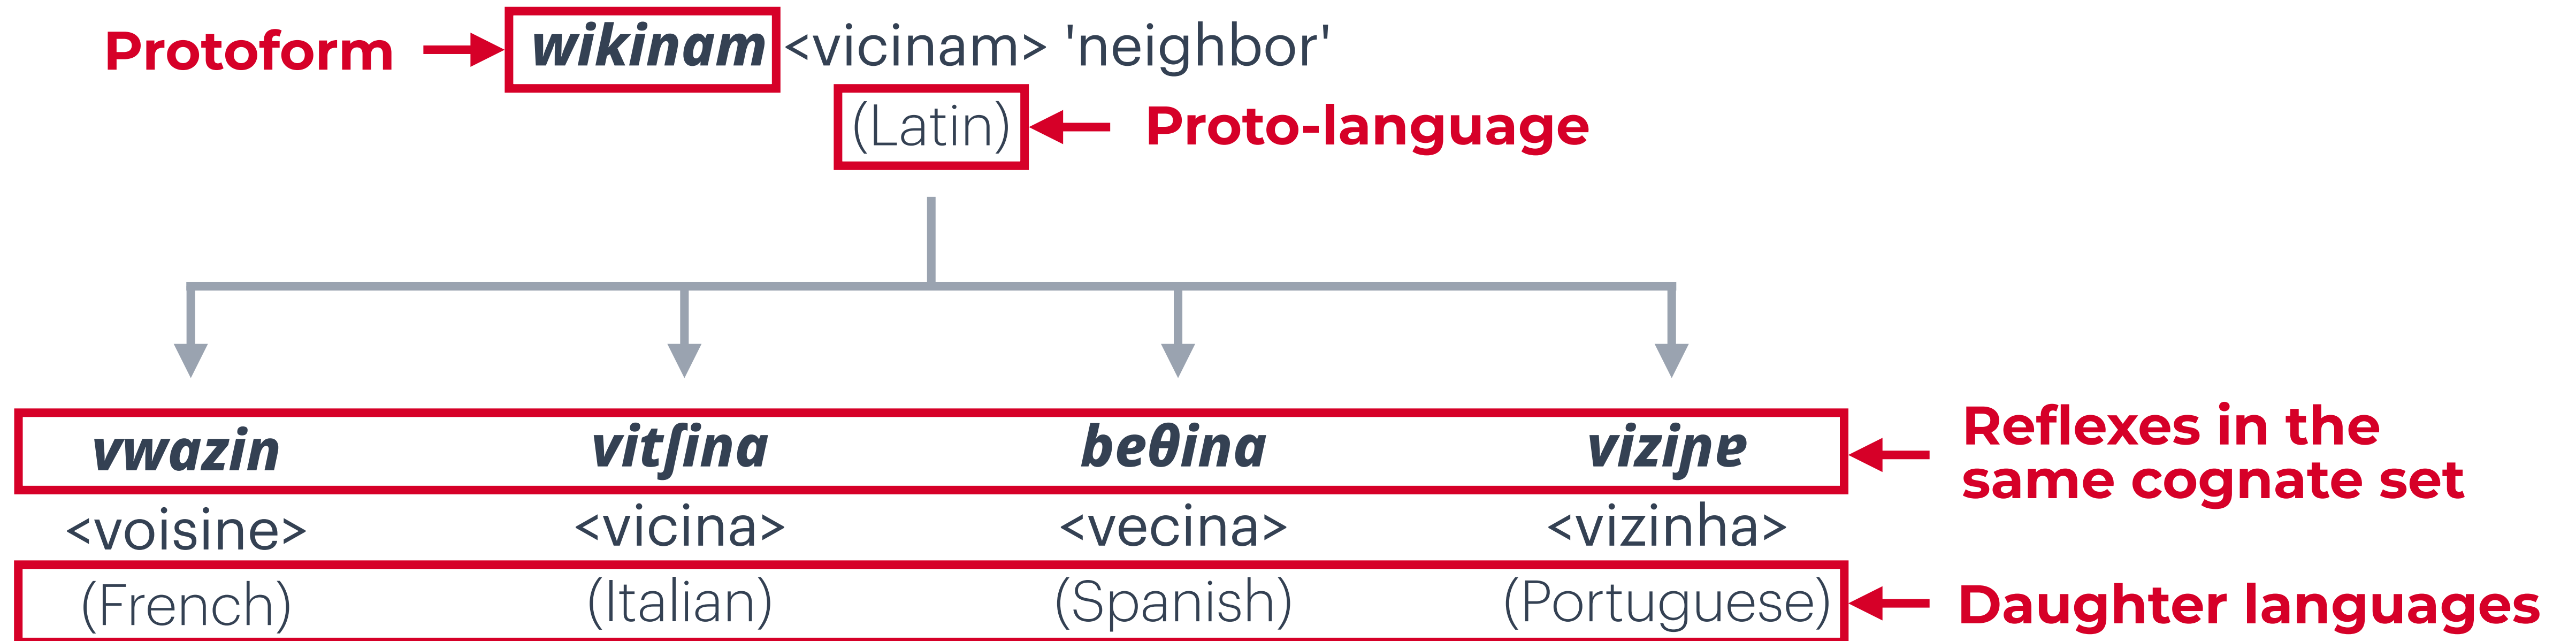 Protoform wikinam <vicinam> 'neighbor'
(Latin) Proto-language
vwazin vitʃina beθina viziɲɐ Reflexes in the
same cognate set
<voisine> <vicina> <vecina> <vizinha>
(French) (Italian) (Spanish) (Portuguese) Daughter languages